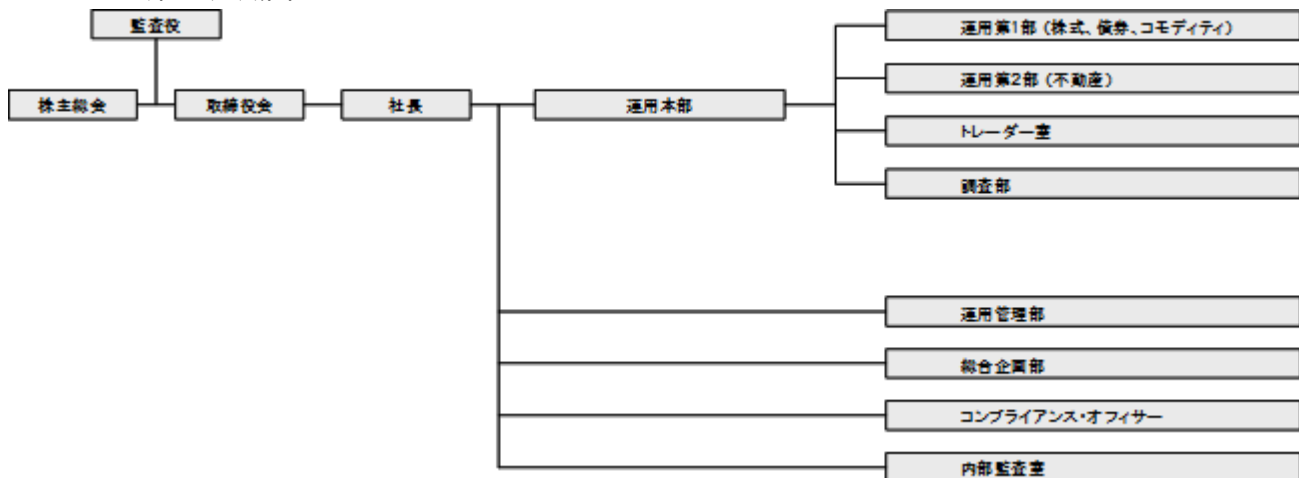 監査役
株主総会
取締役会
社長
運用本部
運用第1部（株式、債券、コモディティ）
運用第2部（不動産）
トレーダー室
調査部
運用管理部
総合企画部
コンプライアンス・オフィサー
内部監査室